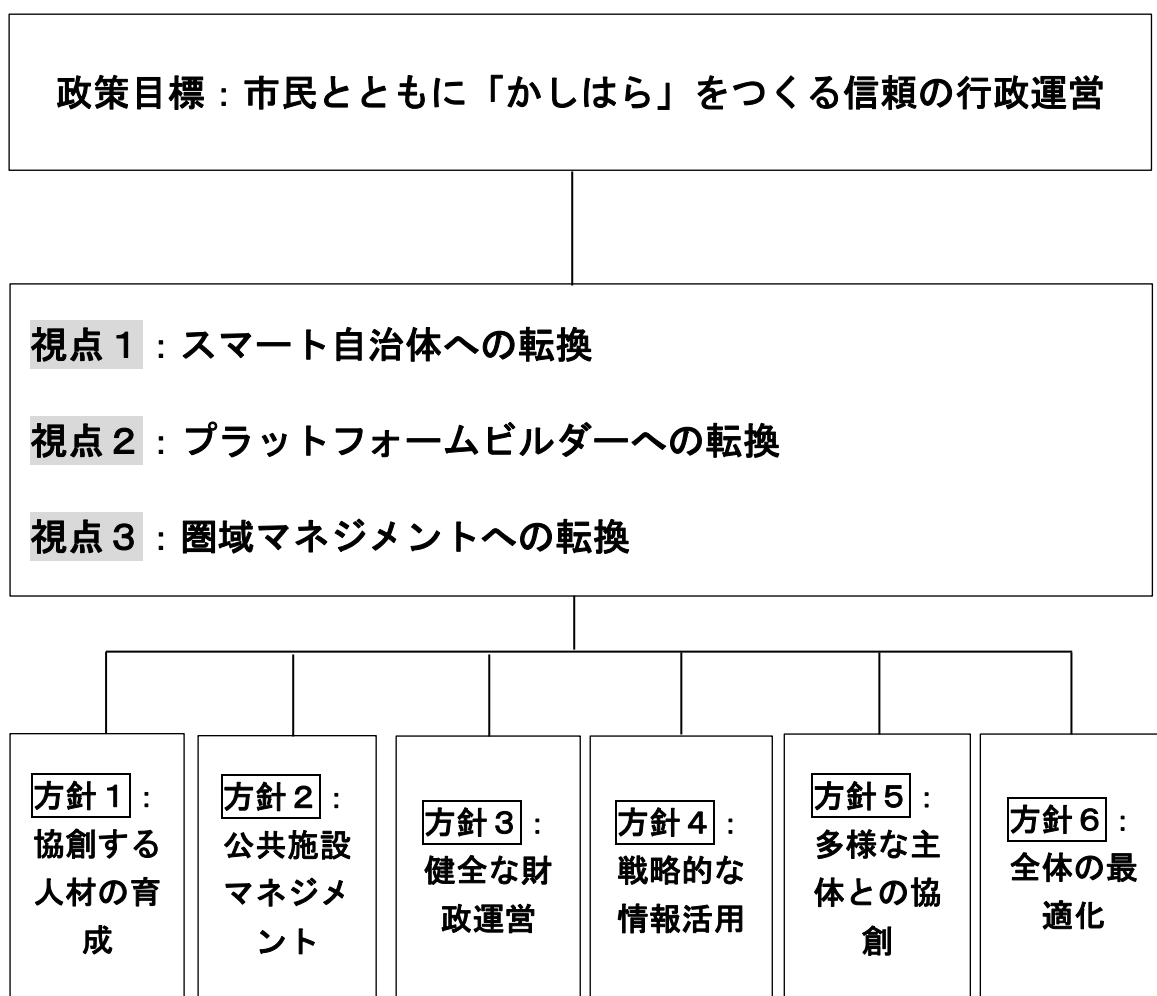 政策目標：市民とともに「かしはら」をつくる信頼の行政運営
視点１：スマート自治体への転換
視点２：プラットフォームビルダーへの転換
視点３：圏域マネジメントへの転換
方針１：
協創する
人材の育
成
方針２：
公共施設
マネジメ
ント
方針３：
健全な財
政運営
方針４：
戦略的な
情報活用
方針５：
多様な主
体との協
創
方針６：
全体の最
適化